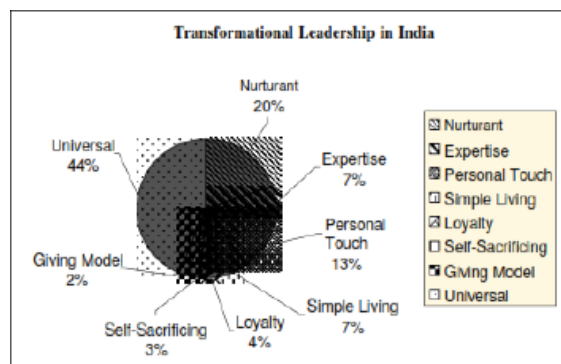 Transformational Leadership in India
Nurturant
20%
Universal
44%
Expertise
7%
Personal
Touch
13%
Giving Model
2%
Simple Living
7%
Self-Sacrificing
3%
Loyalty
4%
Nurturant
Expertise
Personal Touch
Simple Living
Loyalty
Self-Sacrificing
Giving Model
Universal